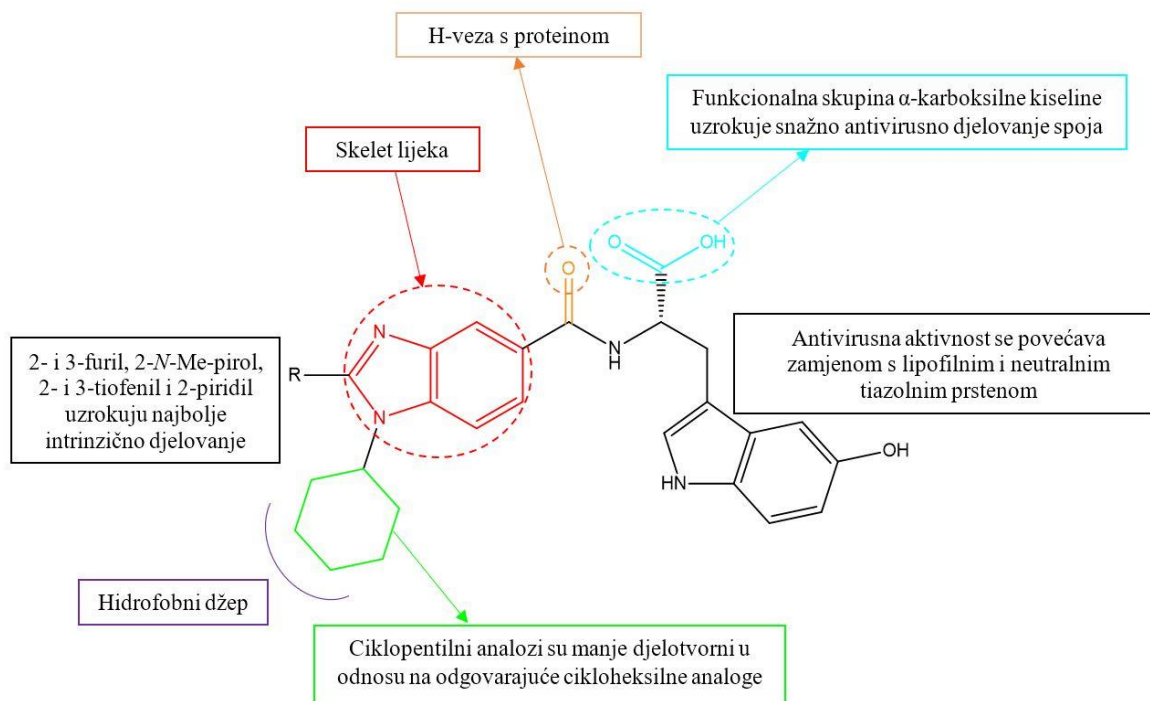 H-veza s proteinom
Funkcionalna skupina α-karboksilne kiseline
uzrokuje snažno antivirusno djelovanje spoja
Skelet lijeka
O
OH
O
N
N
H
R
N
2- i 3-furil, 2-N-Me-pirol,
2- i 3-tiofenil i 2-piridil
uzrokuju najbolje
intrinzično djelovanje
Antivirusna aktivnost se povećava
zamjenom s lipofilnim i neutralnim
tiazolnim prstenom
HN
OH
Hidrofobni džep
Ciklopentilni analozi su manje djelotvorni u
odnosu na odgovarajuće cikloheksilne analoge